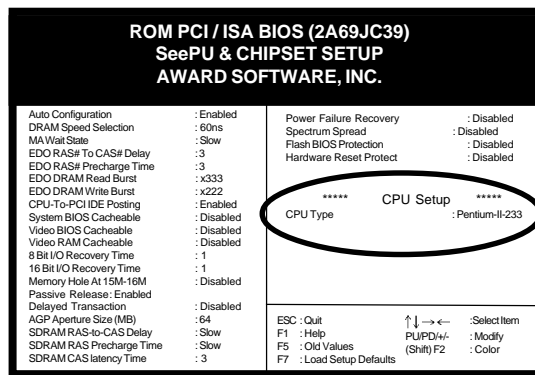 ROM PCI / ISA BIOS (2A69JC39)
SeePU & CHIPSET SETUP
AWARD SOFTWARE, INC.
Auto Configuration : Enabled
DRAM Speed Selection : 60ns
MA Wait State : Slow
EDO RAS# To CAS# Delay : 3
EDO RAS# Precharge Time : 3
EDO DRAM Read Burst : x333
EDO DRAM Write Burst : x222
CPU-To-PCI IDE Posting : Enabled
System BIOS Cacheable : Disabled
Video BIOS Cacheable : Disabled
Video RAM Cacheable : Disabled
8 Bit I/O Recovery Time : 1
16 Bit I/O Recovery Time : 1
Memory Hole At 15M-16M : Disabled
Passive Release: Enabled
Delayed Transaction : Disabled
AGP Aperture Size (MB) : 64
SDRAM RAS-to-CAS Delay : Slow
SDRAM RAS Precharge Time : Slow
SDRAM CAS latency Time : 3
Power Failure Recovery : Disabled
Spectrum Spread : Disabled
Flash BIOS Protection : Disabled
Hardware Reset Protect : Disabled
***** CPU Setup *****
CPU Type : Pentium-II-233
ESC : Quit ↑↓→← :Select Item
F1 : Help PU/PD/+/- : Modify
F5 : Old Values (Shift) F2 : Color
F7 : Load Setup Defaults